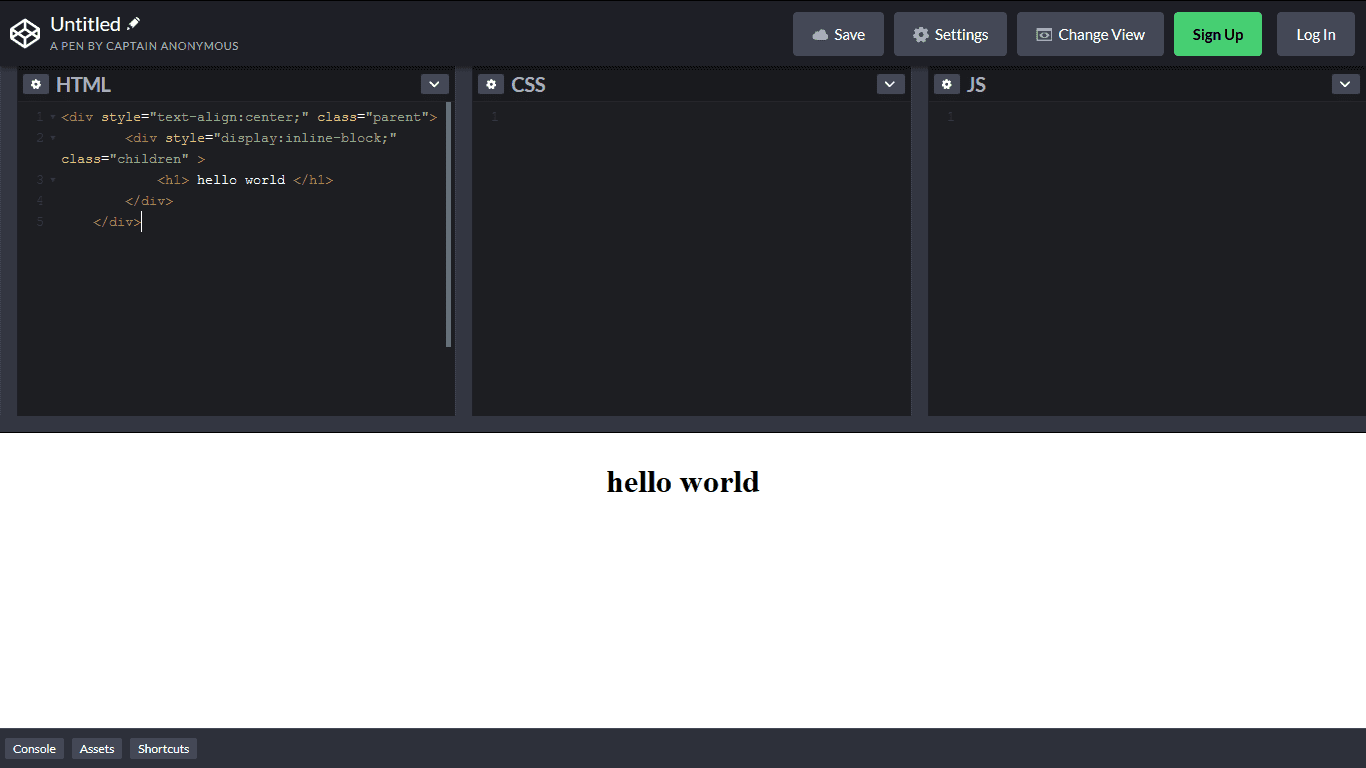 Untitled
A PEN BY CAPTAIN ANONYMOUS
Save
Settings
Change View
Sign Up
Log In
HTML
CSS
JS
1 <div style="text-align:center;" class="parent">
2 <div style="display:inline-block;"
class="children" >
3 <h1> hello world </h1>
4 </div>
5 </div>
1
1
hello world
Console
Assets
Shortcuts